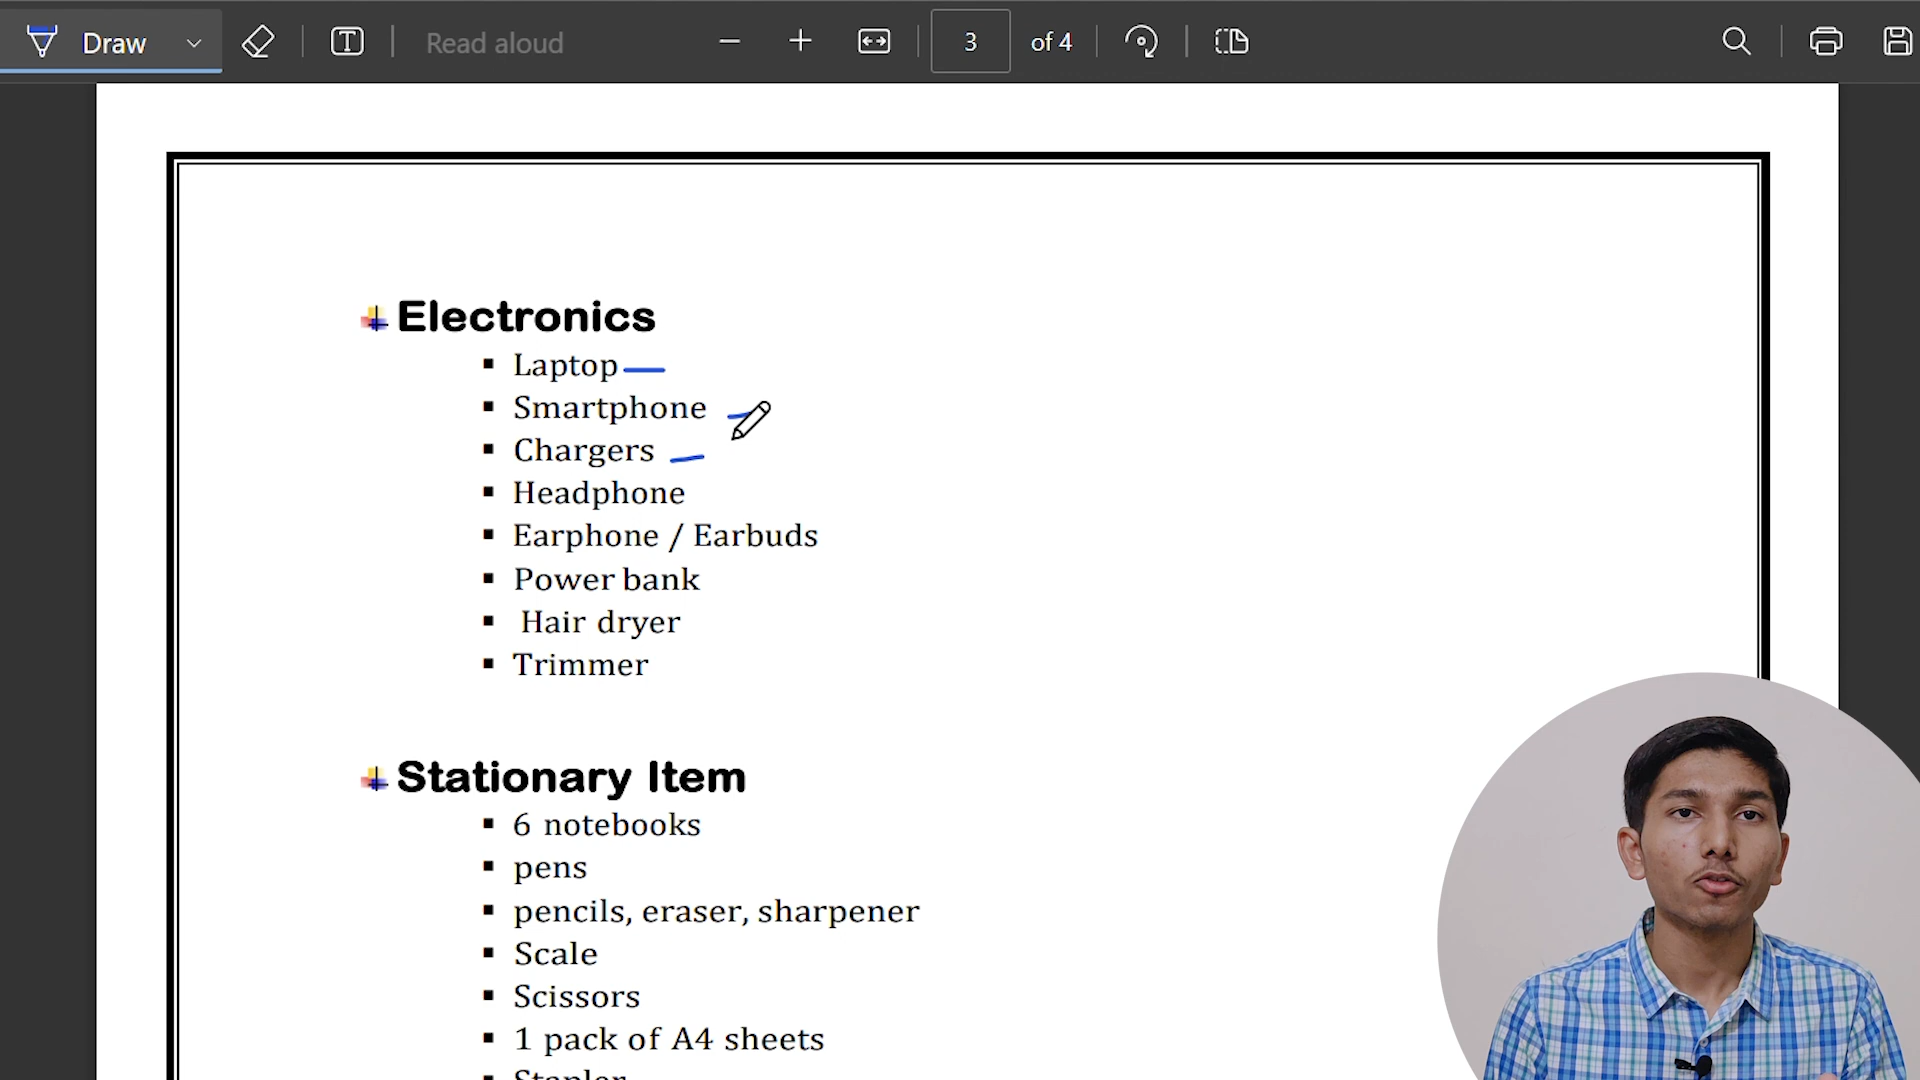 Draw
Read aloud
3
of 4
Electronics
Laptop
Smartphone
Chargers
Headphone
Earphone / Earbuds
Power bank
Hair dryer
Trimmer
Stationary Item
6 notebooks
pens
pencils, eraser, sharpener
Scale
Scissors
1 pack of A4 sheets
Stapler